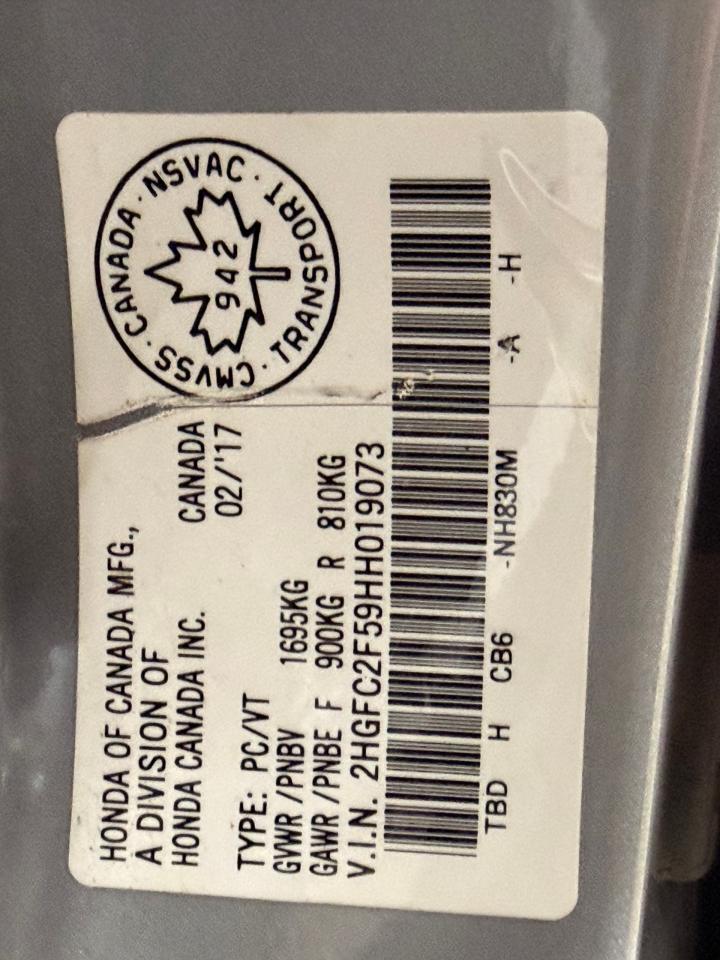 HONDA OF CANADA MFG.,
A DIVISION OF
HONDA CANADA INC.
CANADA
02/'17
TYPE: PC/VT
GVWR /PNBV 1695KG
GAWR /PNBE F 900KG R 810KG
V.I.N. 2HGFC2F59HH019073
TBD H CB6 -NH830M -A -H
CMVSS · CANADA · NSVAC · TRANSPORT ·
942